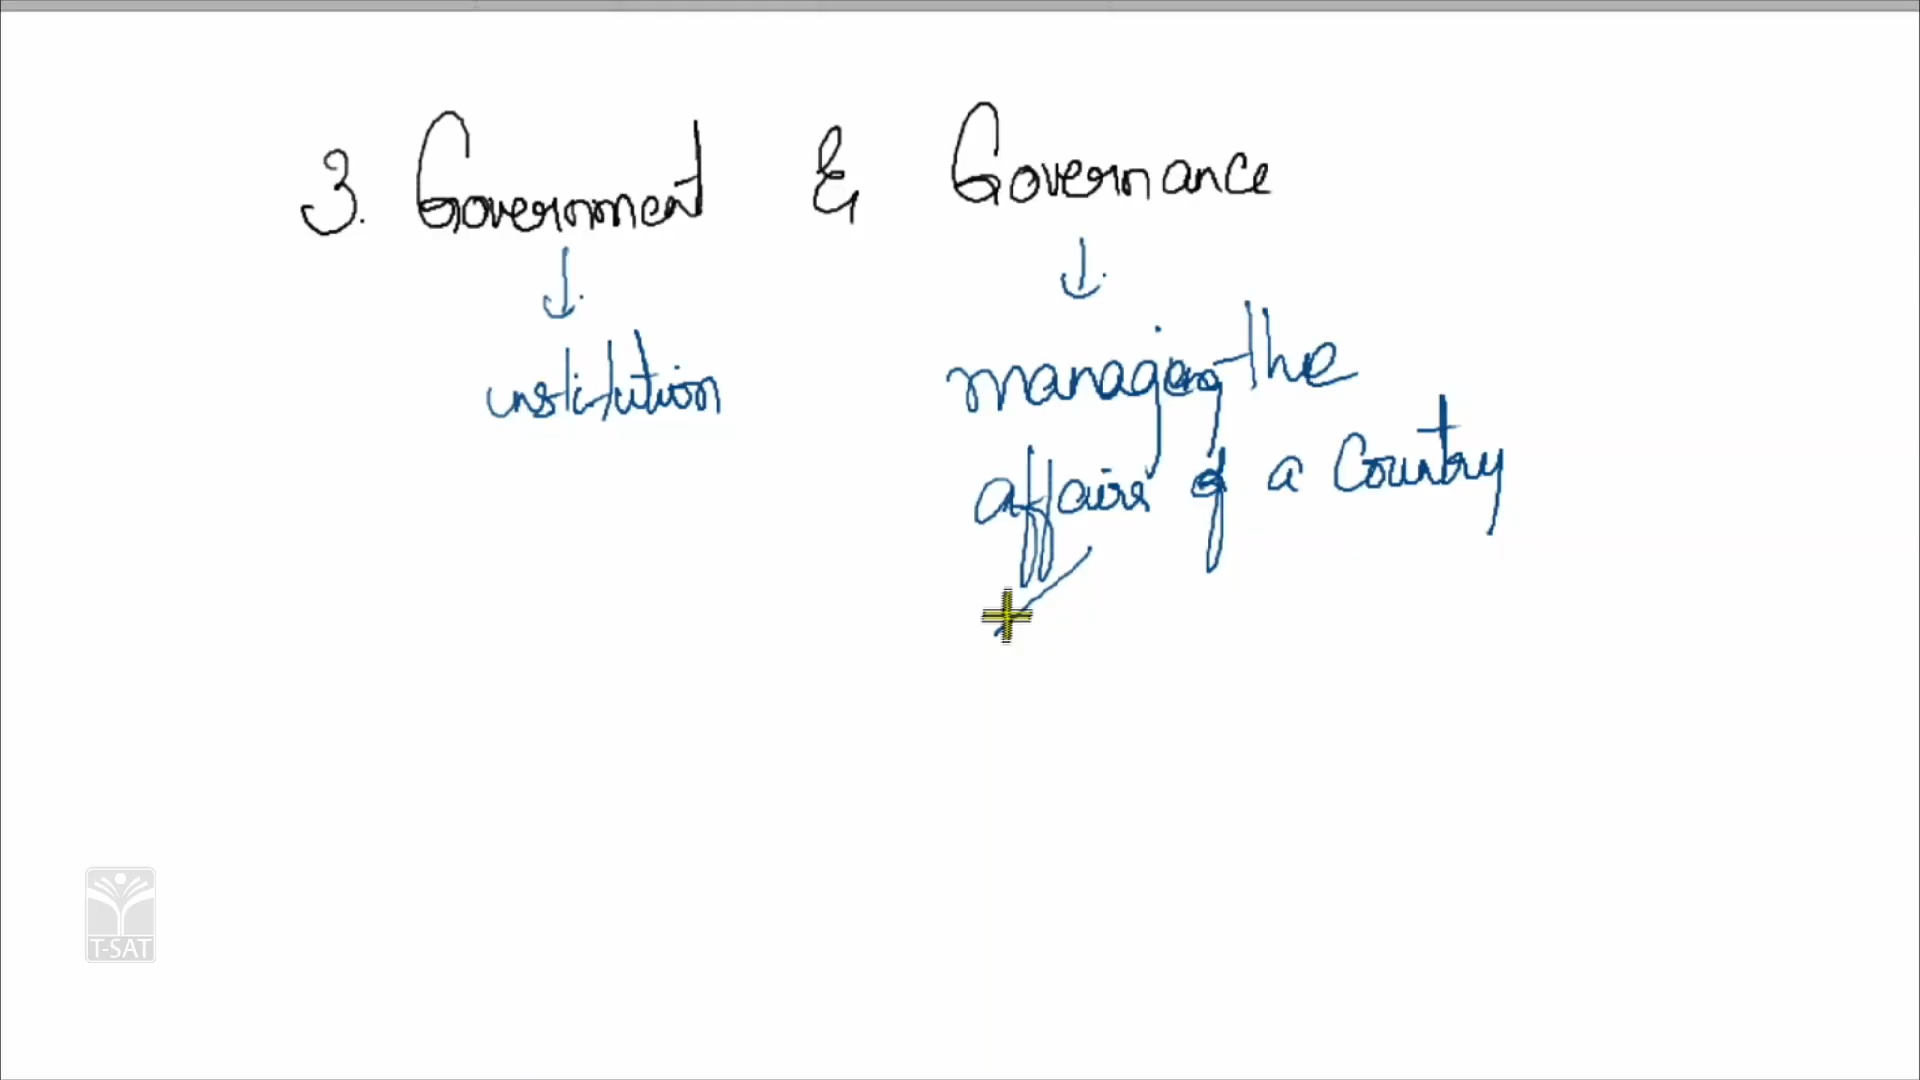 3. Government & Governance
institution
managing the
affairs of a Country
T-SAT